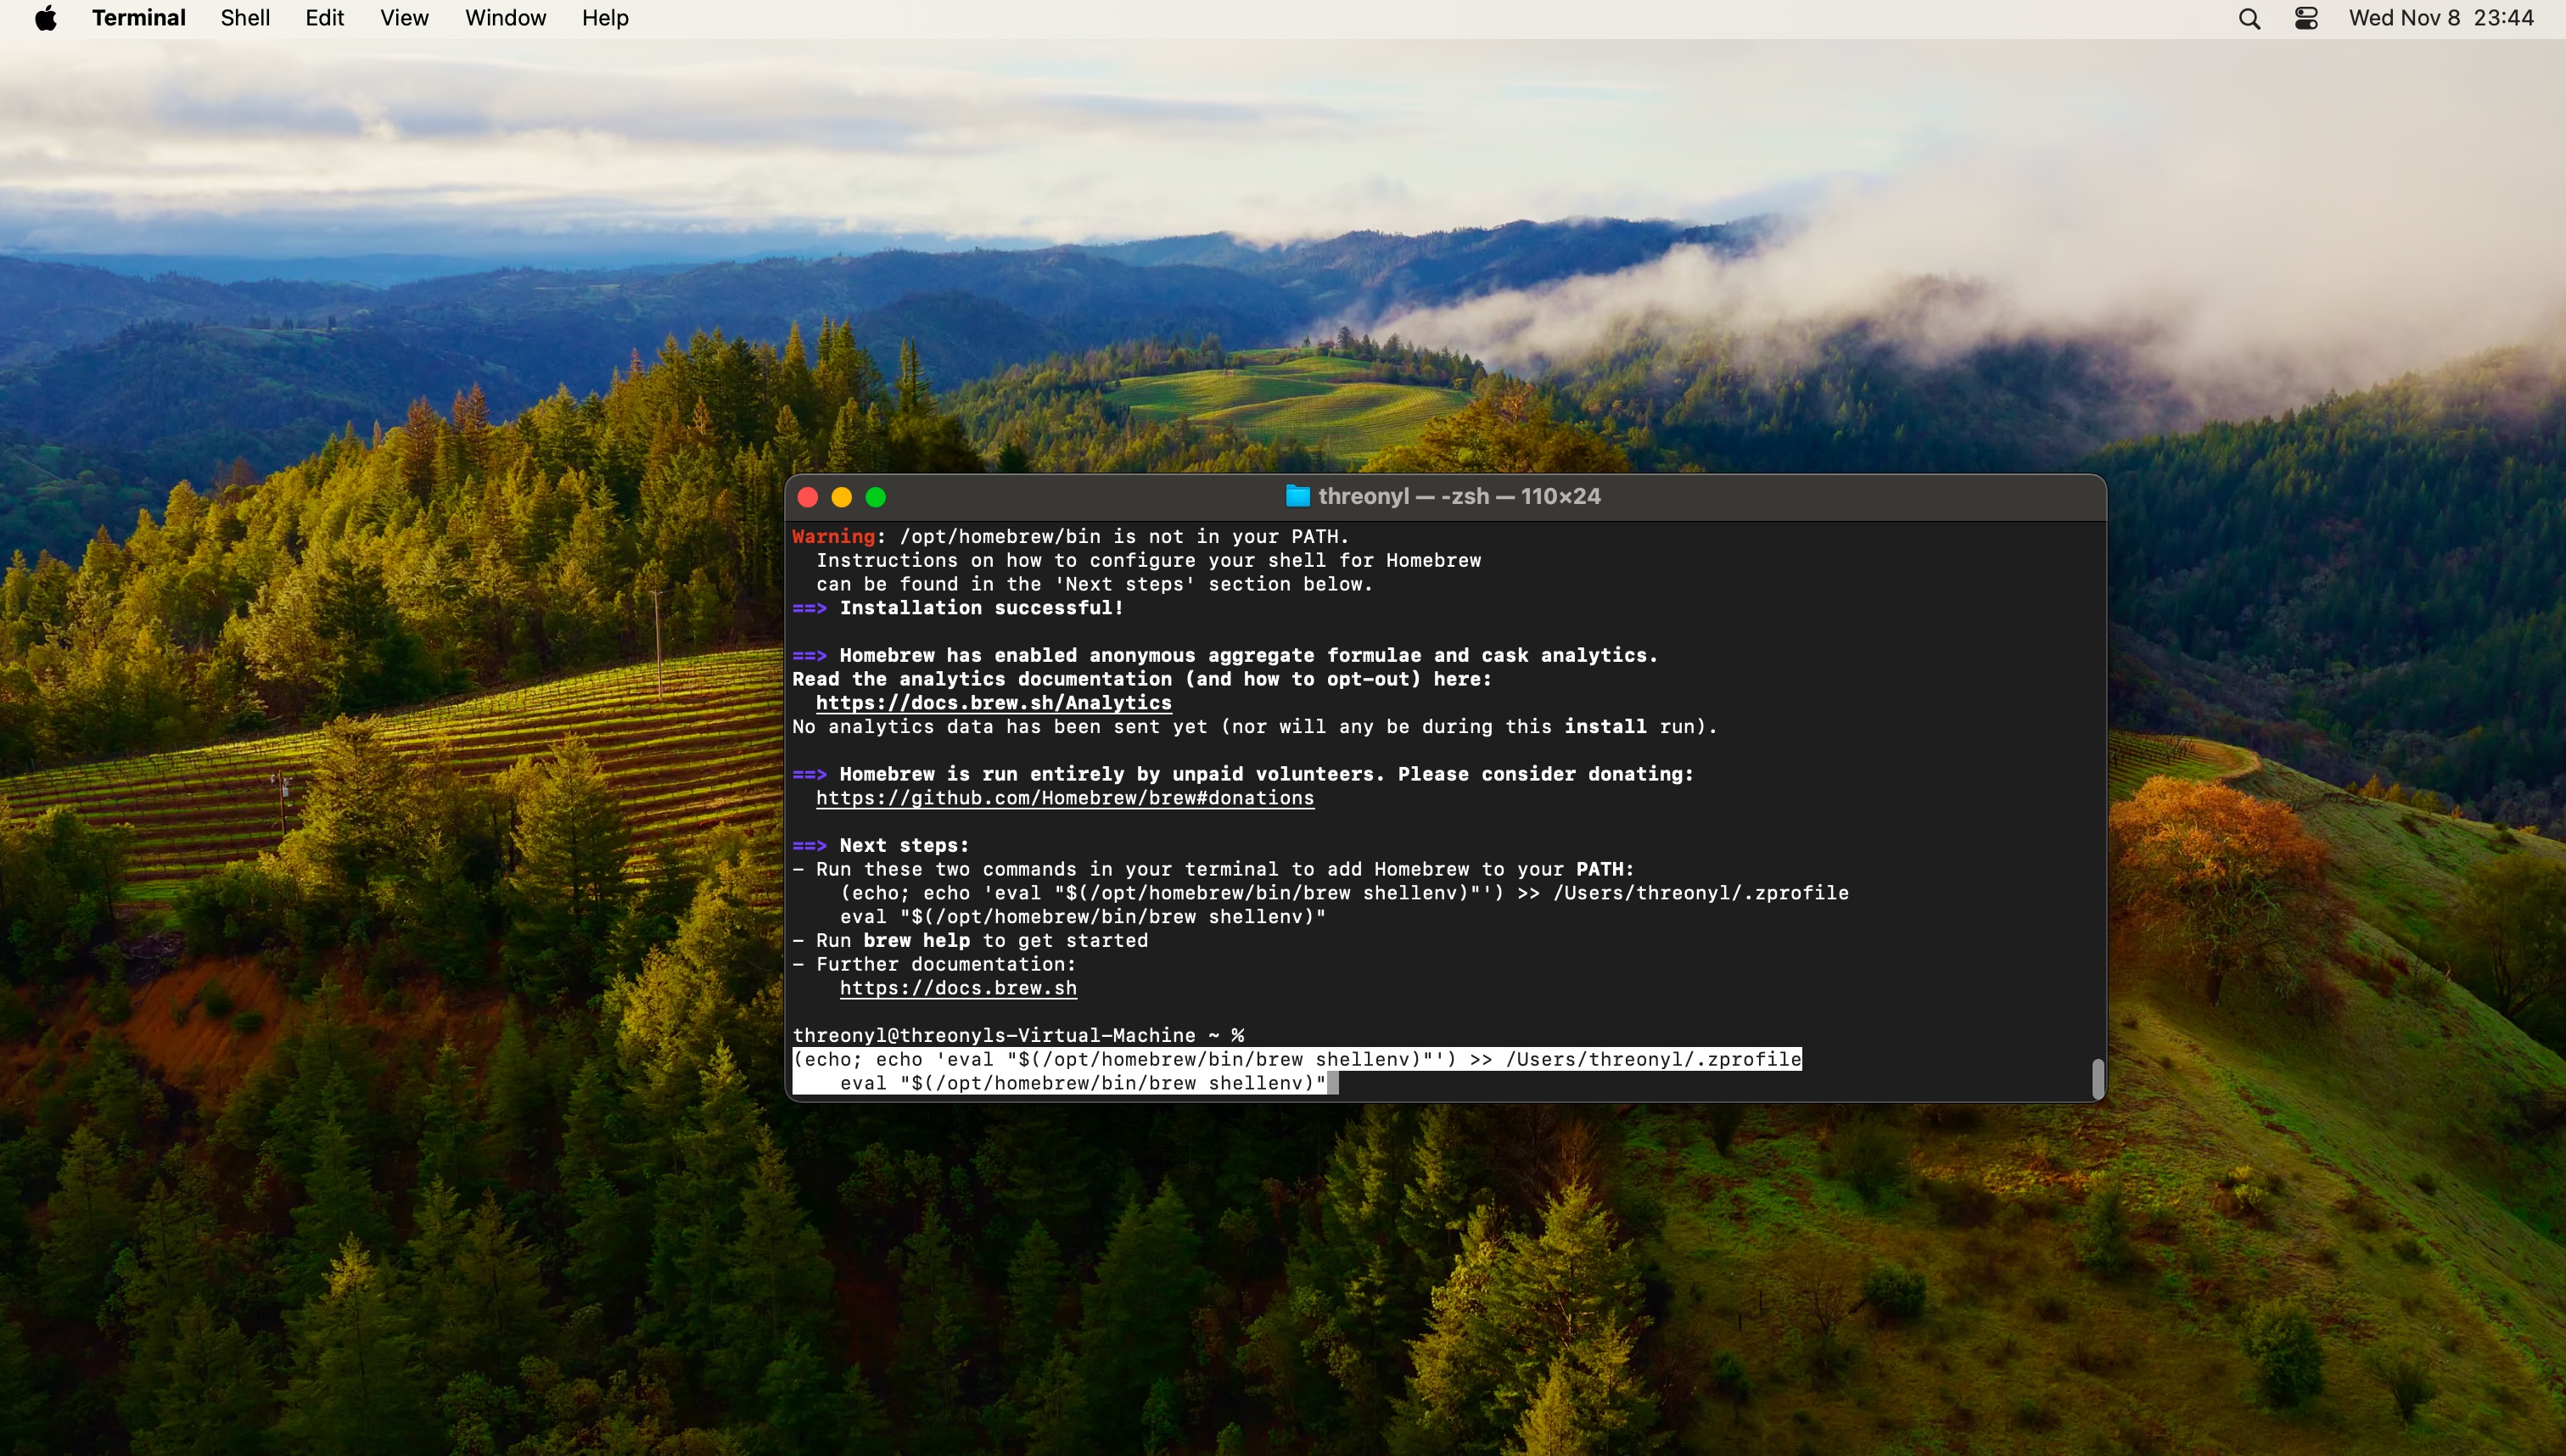 Terminal Shell Edit View Window Help Wed Nov 8 23:44
threonyl — -zsh — 110×24
Warning: /opt/homebrew/bin is not in your PATH.
Instructions on how to configure your shell for Homebrew
can be found in the 'Next steps' section below.
==> Installation successful!
==> Homebrew has enabled anonymous aggregate formulae and cask analytics.
Read the analytics documentation (and how to opt-out) here:
https://docs.brew.sh/Analytics
No analytics data has been sent yet (nor will any be during this install run).
==> Homebrew is run entirely by unpaid volunteers. Please consider donating:
https://github.com/Homebrew/brew#donations
==> Next steps:
- Run these two commands in your terminal to add Homebrew to your PATH:
(echo; echo 'eval "$(/opt/homebrew/bin/brew shellenv)"') >> /Users/threonyl/.zprofile
eval "$(/opt/homebrew/bin/brew shellenv)"
- Run brew help to get started
- Further documentation:
https://docs.brew.sh
threonyl@threonyls-Virtual-Machine ~ %
(echo; echo 'eval "$(/opt/homebrew/bin/brew shellenv)"') >> /Users/threonyl/.zprofile
eval "$(/opt/homebrew/bin/brew shellenv)"